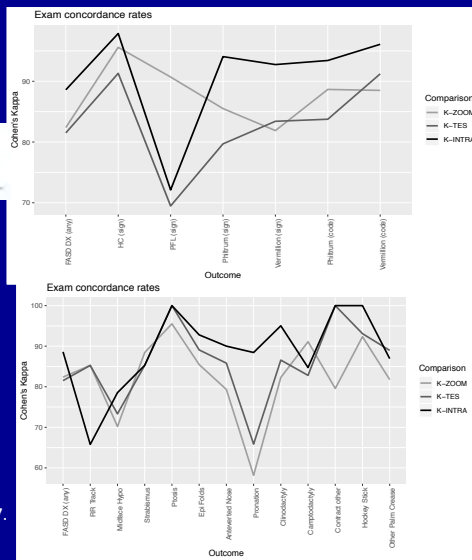 Exam concordance rates
Cohen's Kappa
90
80
70
FASD DX (any)
HC (sign)
PFL (sign)
Philtrum (sign)
Vermillion (sign)
Philtrum (code)
Vermillion (code)
Outcome
Comparison
K-ZOOM
K-TES
K-INTRA
Exam concordance rates
Cohen's Kappa
100
90
80
70
60
FASD DX (any)
RR Track
Midface Hypo
Strabismus
Ptosis
Epi Folds
Anteverted Nose
Pronation
Clinodactyly
Camptodactyly
Contract other
Hockey Stick
Other Palm Crease
Outcome
Comparison
K-ZOOM
K-TES
K-INTRA
7.